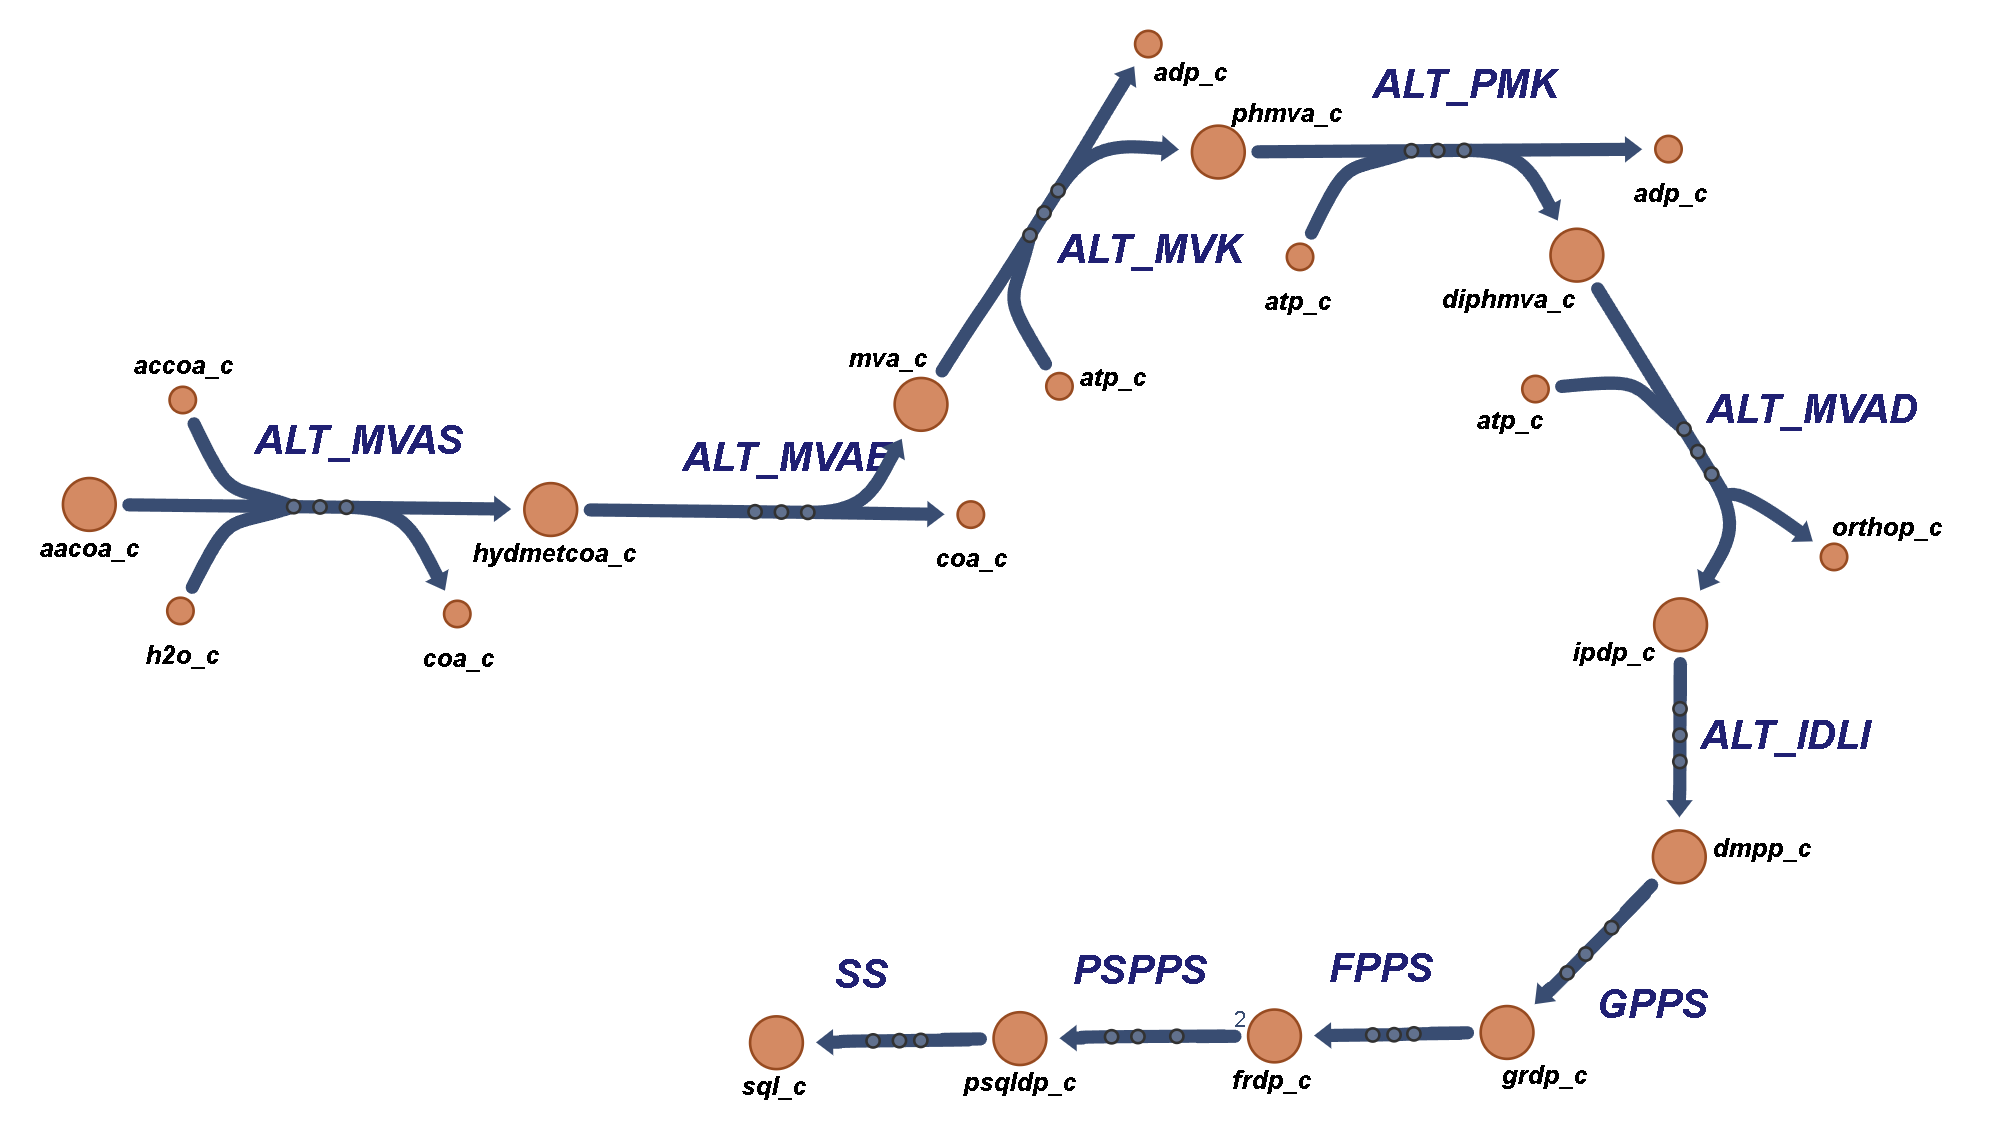 adp_c
ALT_PMK
phmva_c
adp_c
ALT_MVK
atp_c
diphmva_c
accoa_c
mva_c
atp_c
ALT_MVAD
atp_c
ALT_MVAS
ALT_MVAE
orthop_c
aacoa_c
hydmetcoa_c
coa_c
h2o_c
coa_c
ipdp_c
ALT_IDLI
dmpp_c
SS
PSPPS
FPPS
GPPS
2
sql_c
psqldp_c
frdp_c
grdp_c